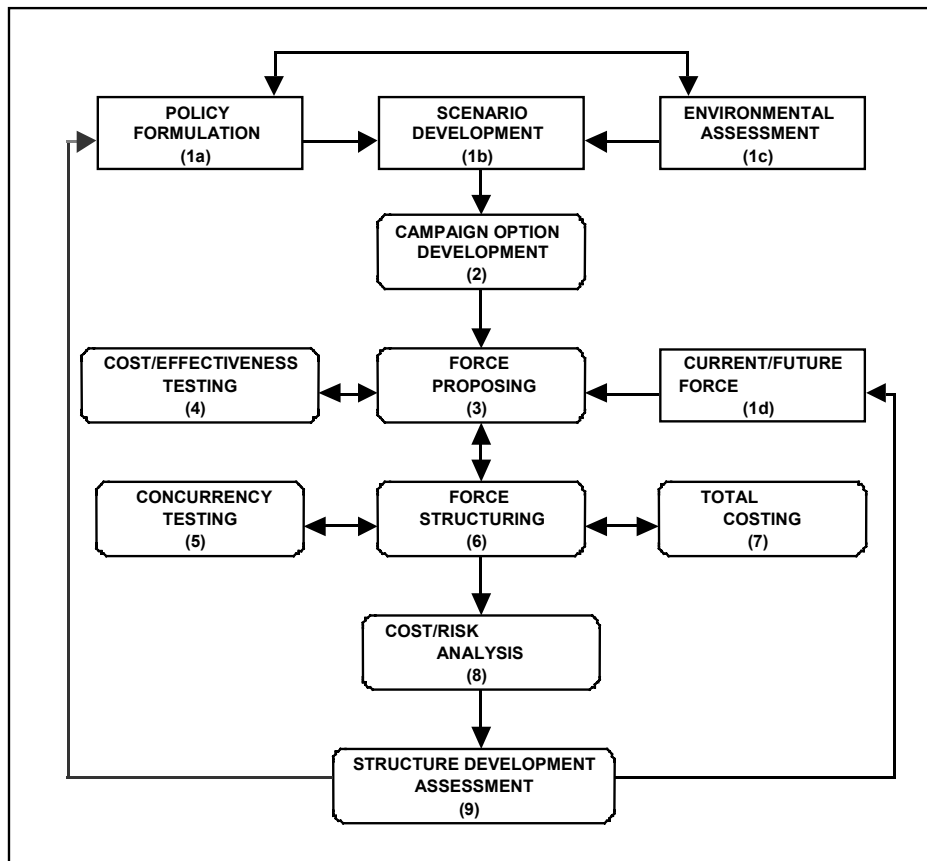 POLICY
FORMULATION
(1a)
SCENARIO
DEVELOPMENT
(1b)
ENVIRONMENTAL
ASSESSMENT
(1c)
CAMPAIGN OPTION
DEVELOPMENT
(2)
COST/EFFECTIVENESS
TESTING
(4)
FORCE
PROPOSING
(3)
CURRENT/FUTURE
FORCE
(1d)
CONCURRENCY
TESTING
(5)
FORCE
STRUCTURING
(6)
TOTAL
COSTING
(7)
COST/RISK
ANALYSIS
(8)
STRUCTURE DEVELOPMENT
ASSESSMENT
(9)